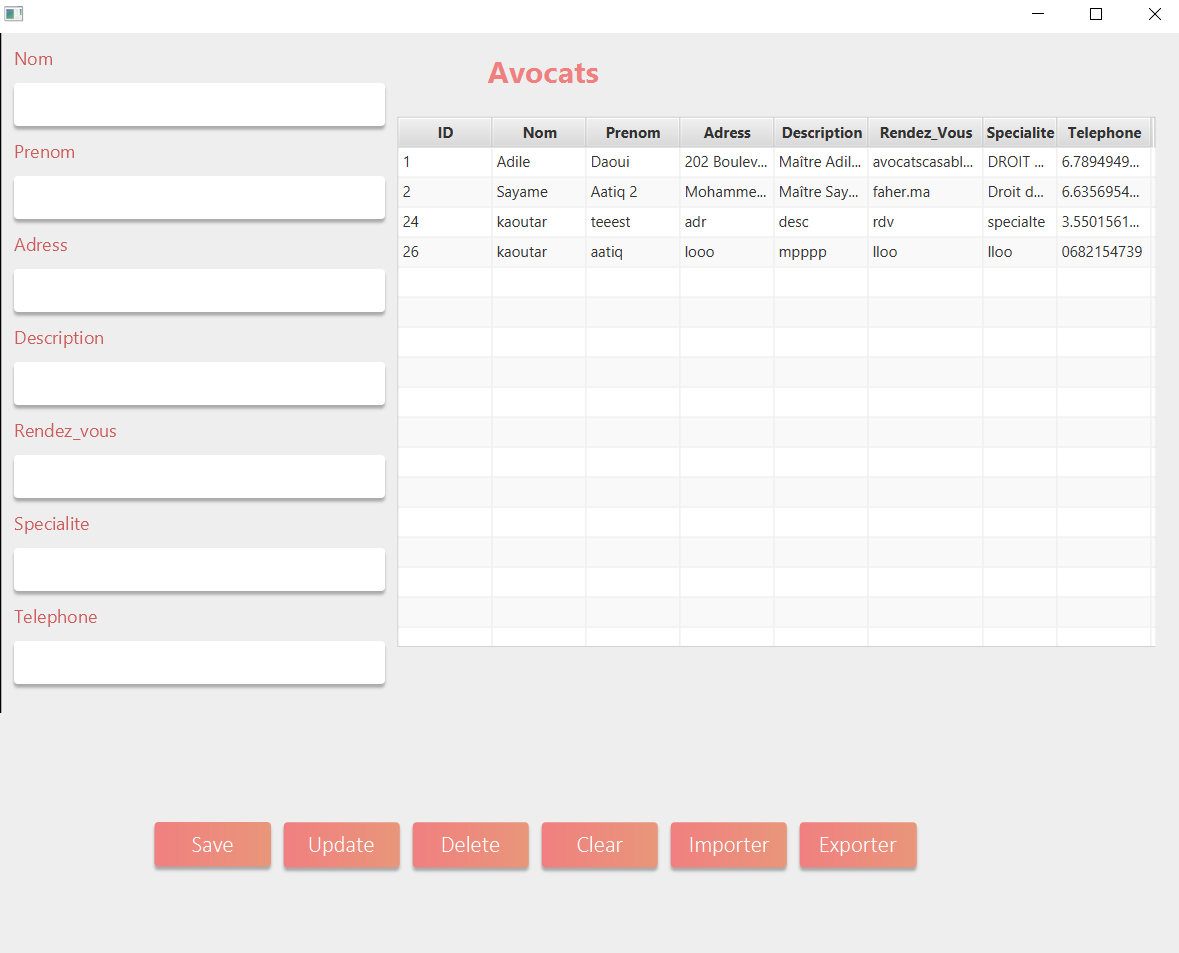 Nom
Prenom
Adress
Description
Rendez_vous
Specialite
Telephone
Avocats
ID Nom Prenom Adress Description Rendez_Vous Specialite Telephone
1 Adile Daoui 202 Boulev... Maître Adil... avocatscasabl... DROIT ... 6.7894949...
2 Sayame Aatiq 2 Mohamme... Maître Say... faher.ma Droit d... 6.6356954...
24 kaoutar teeest adr desc rdv specialte 3.5501561...
26 kaoutar aatiq looo mpppp lloo lloo 0682154739
Save Update Delete Clear Importer Exporter